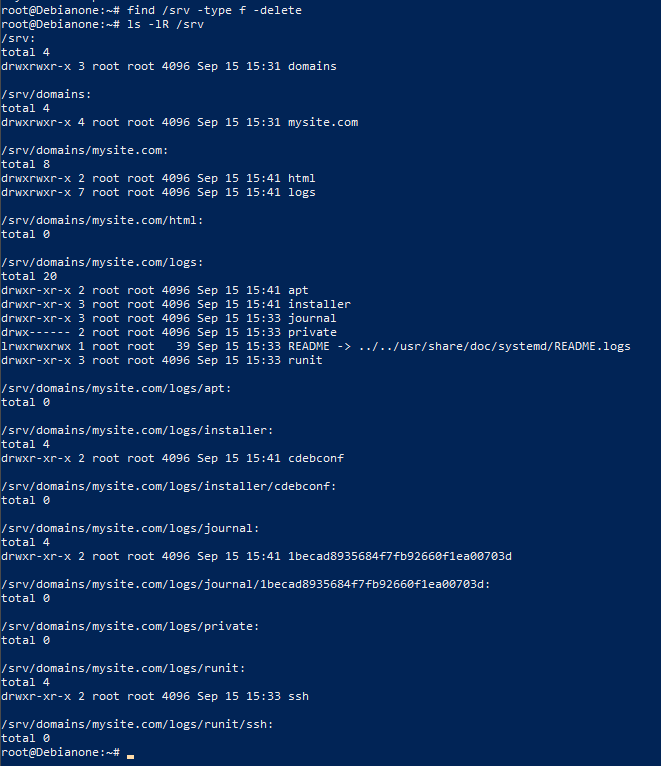 root@Debianone:~# find /srv -type f -delete
root@Debianone:~# ls -lR /srv
/srv:
total 4
drwxrwxr-x 3 root root 4096 Sep 15 15:31 domains

/srv/domains:
total 4
drwxrwxr-x 4 root root 4096 Sep 15 15:31 mysite.com

/srv/domains/mysite.com:
total 8
drwxrwxr-x 2 root root 4096 Sep 15 15:41 html
drwxrwxr-x 7 root root 4096 Sep 15 15:41 logs

/srv/domains/mysite.com/html:
total 0

/srv/domains/mysite.com/logs:
total 20
drwxr-xr-x 2 root root 4096 Sep 15 15:41 apt
drwxr-xr-x 3 root root 4096 Sep 15 15:41 installer
drwxr-xr-x 3 root root 4096 Sep 15 15:33 journal
drwx------ 2 root root 4096 Sep 15 15:33 private
lrwxrwxrwx 1 root root   39 Sep 15 15:33 README -> ../../usr/share/doc/systemd/README.logs
drwxr-xr-x 3 root root 4096 Sep 15 15:33 runit

/srv/domains/mysite.com/logs/apt:
total 0

/srv/domains/mysite.com/logs/installer:
total 4
drwxr-xr-x 2 root root 4096 Sep 15 15:41 cdebconf

/srv/domains/mysite.com/logs/installer/cdebconf:
total 0

/srv/domains/mysite.com/logs/journal:
total 4
drwxr-xr-x 2 root root 4096 Sep 15 15:41 1becad8935684f7fb92660f1ea00703d

/srv/domains/mysite.com/logs/journal/1becad8935684f7fb92660f1ea00703d:
total 0

/srv/domains/mysite.com/logs/private:
total 0

/srv/domains/mysite.com/logs/runit:
total 4
drwxr-xr-x 2 root root 4096 Sep 15 15:33 ssh

/srv/domains/mysite.com/logs/runit/ssh:
total 0
root@Debianone:~#